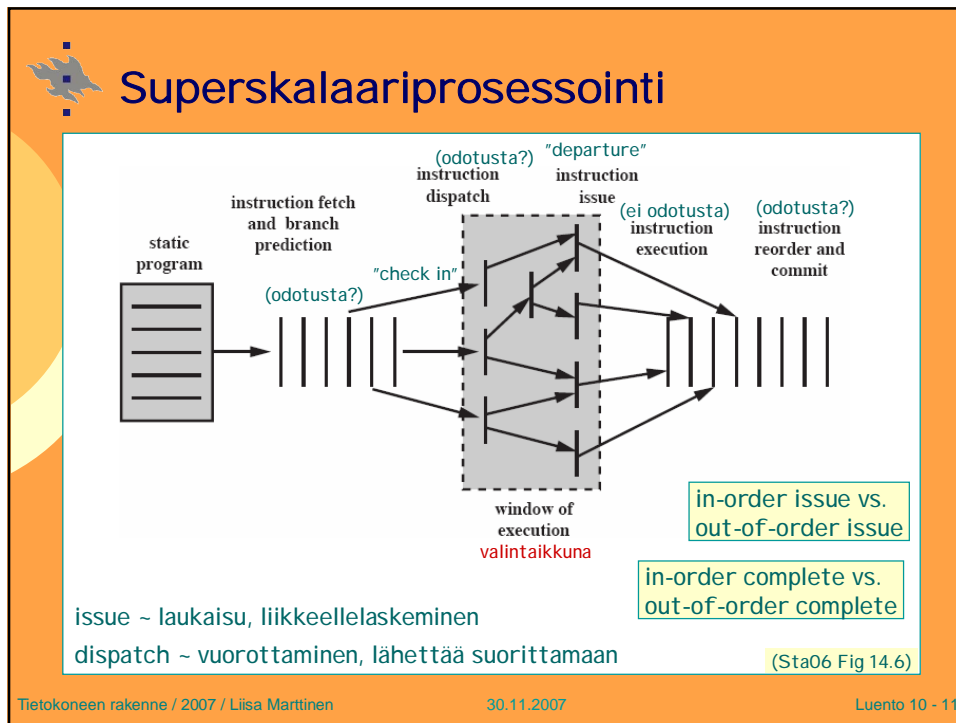 Superskalaariprosessointi
static
program
instruction fetch
and branch
prediction
(odotusta?)
"check in"
(odotusta?)
instruction
dispatch
"departure"
instruction
issue
(ei odotusta)
instruction
execution
(odotusta?)
instruction
reorder and
commit
window of
execution
valintaikkuna
in-order issue vs.
out-of-order issue
in-order complete vs.
out-of-order complete
issue ~ laukaisu, liikkeellelaskeminen
dispatch ~ vuorottaminen, lähettää suorittamaan
(Sta06 Fig 14.6)
Tietokoneen rakenne / 2007 / Liisa Marttinen
30.11.2007
Luento 10 - 11